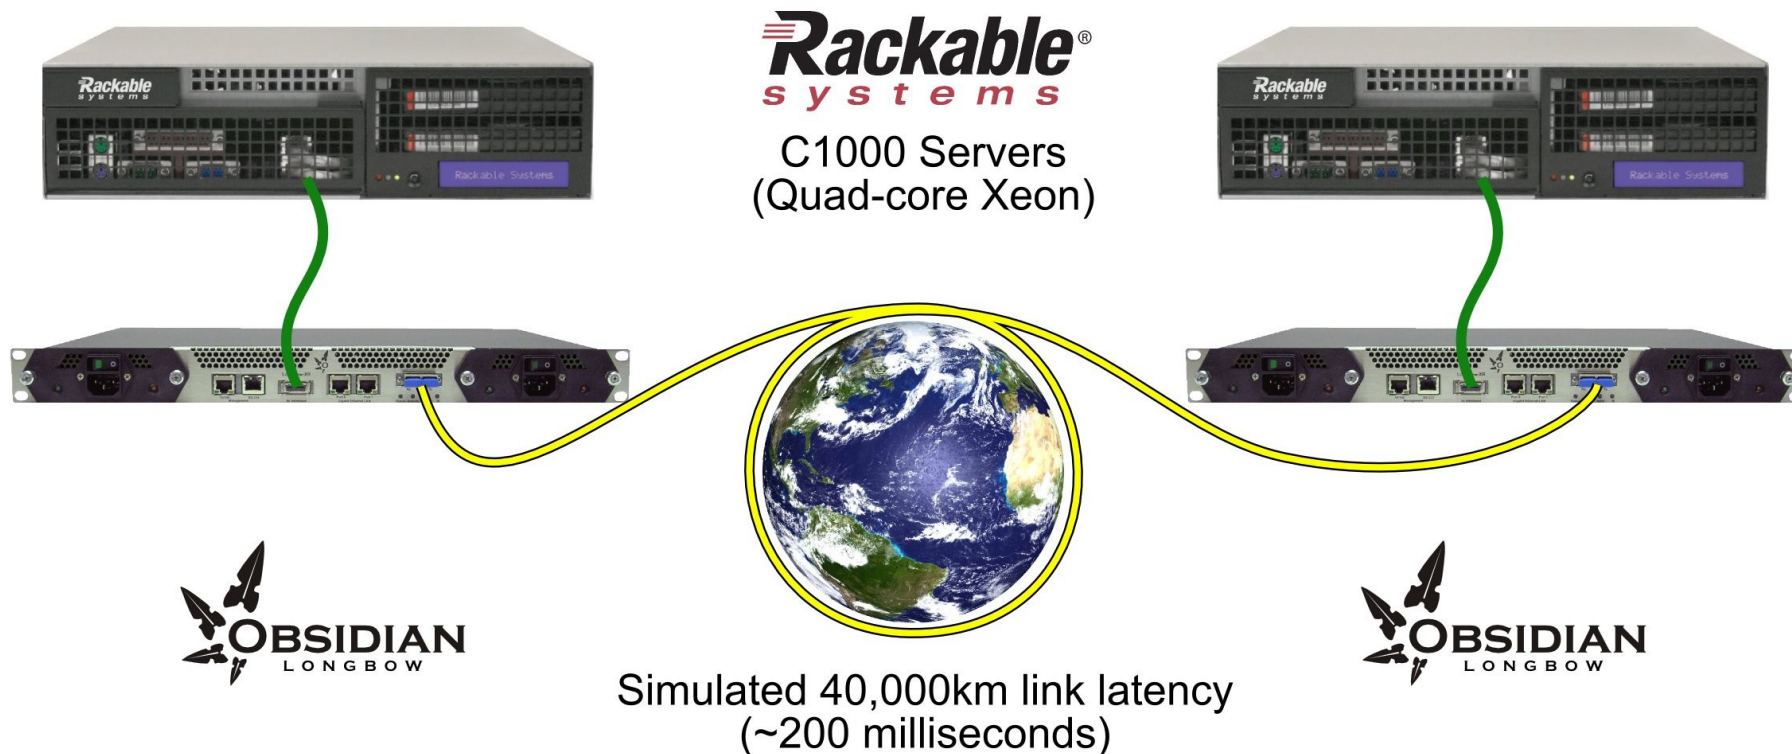 Rackable®
systems
C1000 Servers
(Quad-core Xeon)
Rackable
systems
Rackable Systems
Rackable
systems
Rackable Systems
OBSIDIAN
LONGBOW
OBSIDIAN
LONGBOW
Simulated 40,000km link latency
(~200 milliseconds)